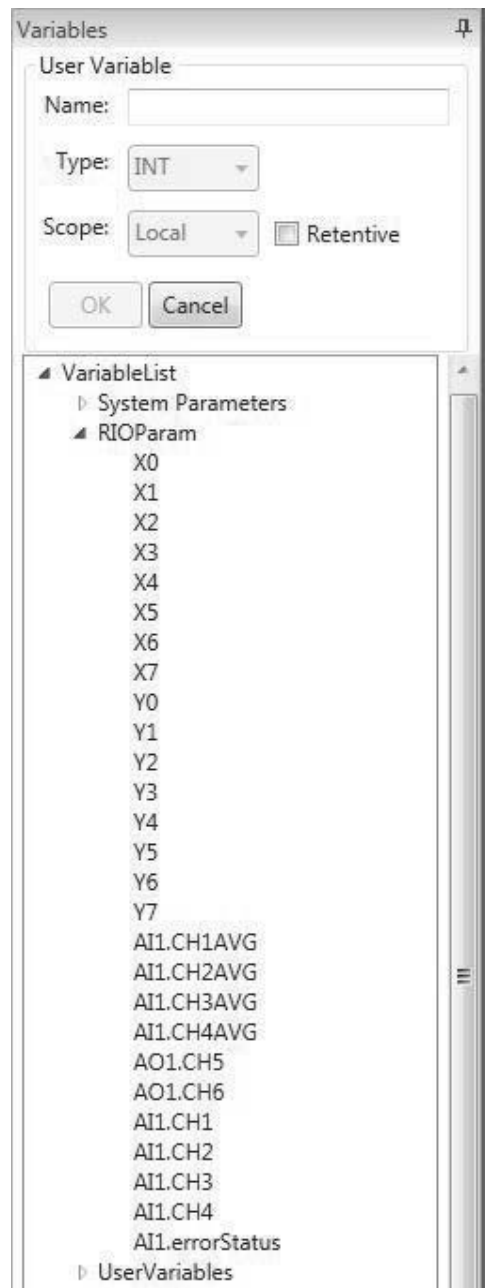 Variables
User Variable
Name:
Type: INT
Scope: Local Retentive
OK Cancel
VariableList
System Parameters
RIOParam
X0
X1
X2
X3
X4
X5
X6
X7
Y0
Y1
Y2
Y3
Y4
Y5
Y6
Y7
AI1.CH1AVG
AI1.CH2AVG
AI1.CH3AVG
AI1.CH4AVG
AO1.CH5
AO1.CH6
AI1.CH1
AI1.CH2
AI1.CH3
AI1.CH4
AI1.errorStatus
UserVariables